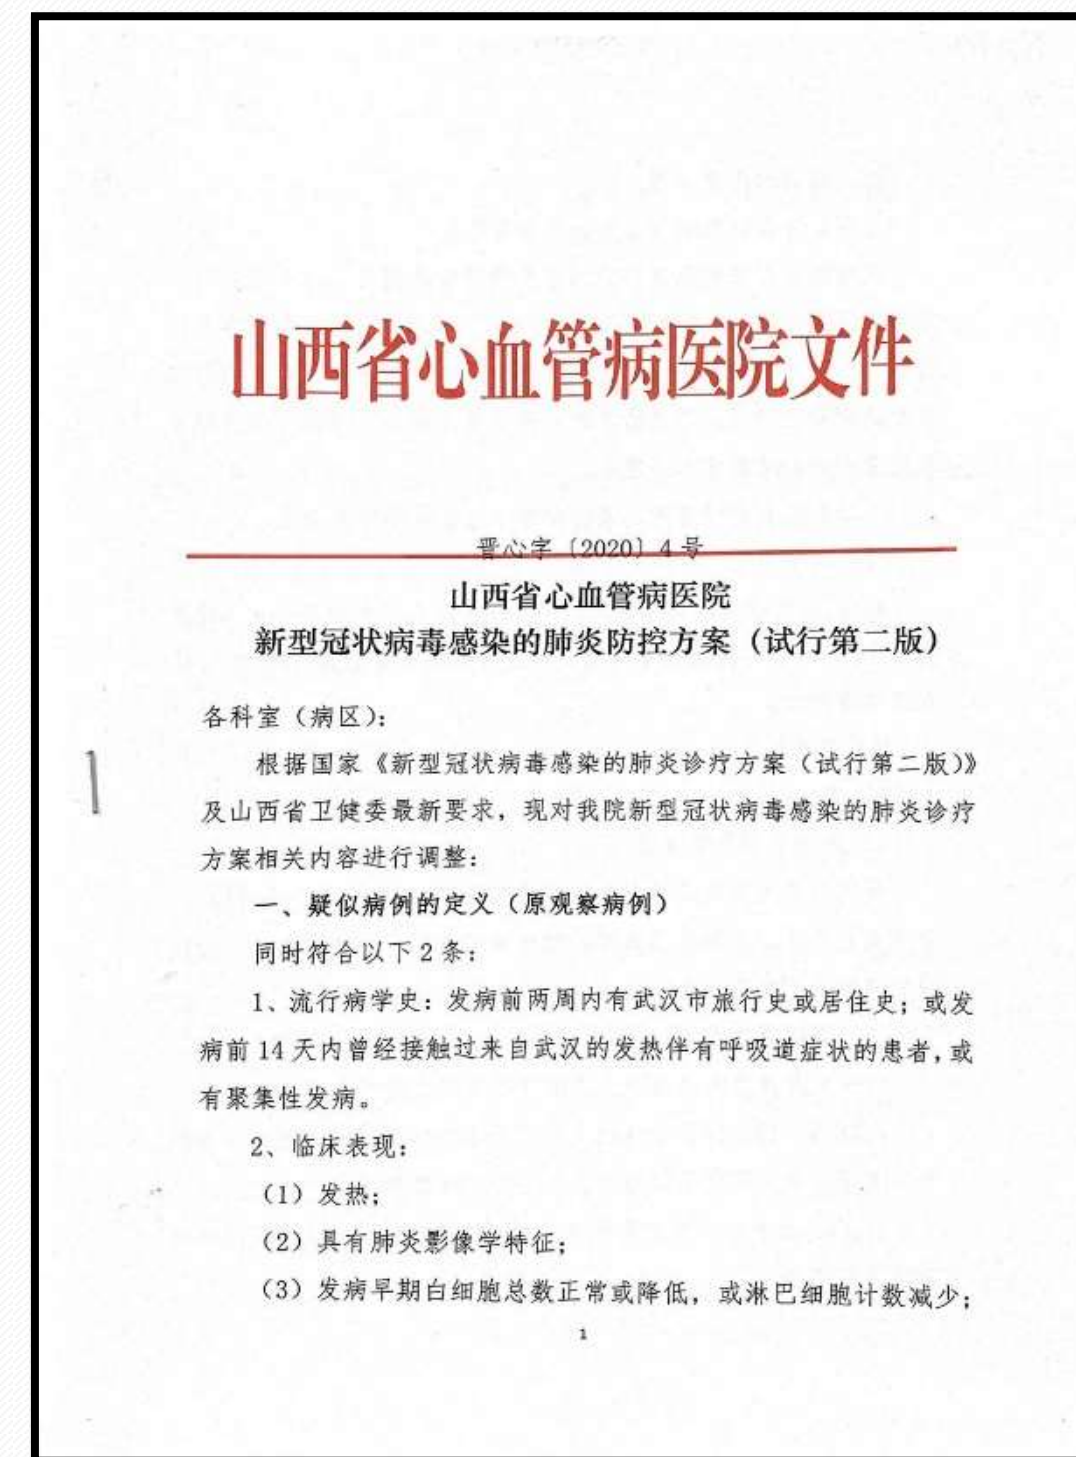 山西省心血管病医院文件
晋心字〔2020〕4号
山西省心血管病医院
新型冠状病毒感染的肺炎防控方案（试行第二版）
各科室（病区）：
根据国家《新型冠状病毒感染的肺炎诊疗方案（试行第二版）》
及山西省卫健委最新要求，现对我院新型冠状病毒感染的肺炎诊疗
方案相关内容进行调整：
一、疑似病例的定义（原观察病例）
同时符合以下2条：
1、流行病学史：发病前两周内有武汉市旅行史或居住史；或发
病前14天内曾经接触过来自武汉的发热伴有呼吸道症状的患者，或
有聚集性发病。
2、临床表现：
（1）发热；
（2）具有肺炎影像学特征；
（3）发病早期白细胞总数正常或降低，或淋巴细胞计数减少；
1